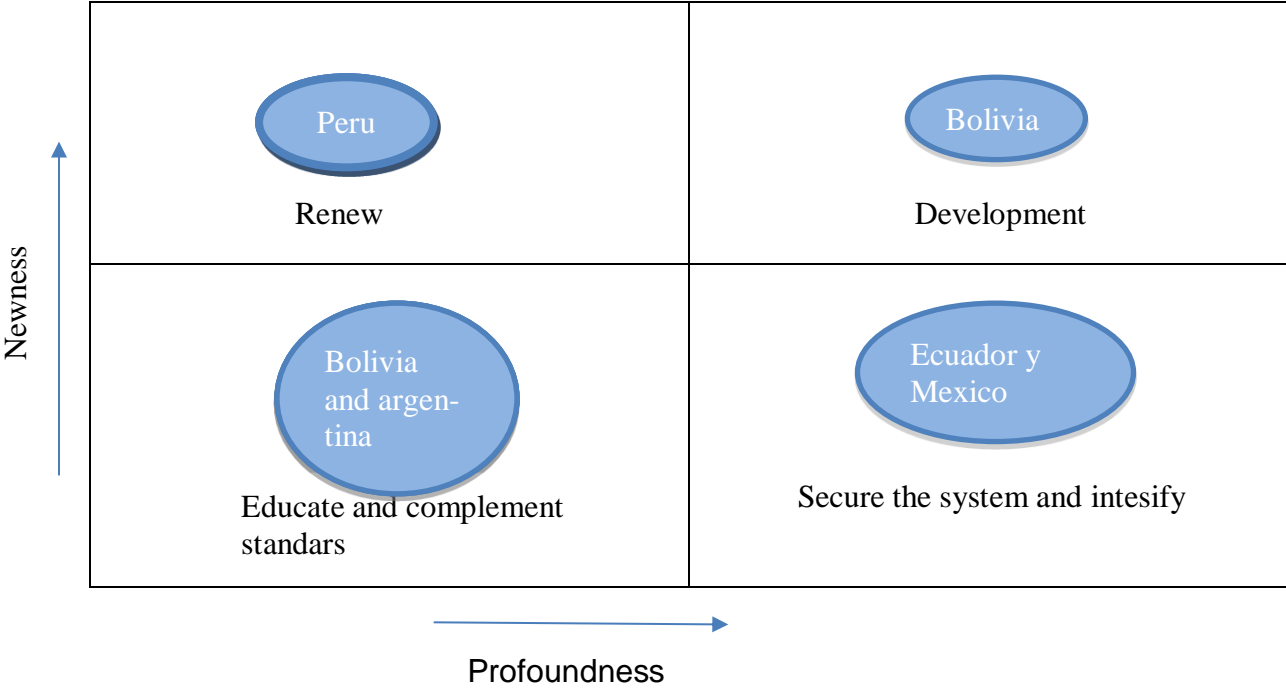 Peru
Bolivia
Renew
Development
Newness
Bolivia
and argen-
tina
Ecuador y
Mexico
Educate and complement
standars
Secure the system and intesify
Profoundness